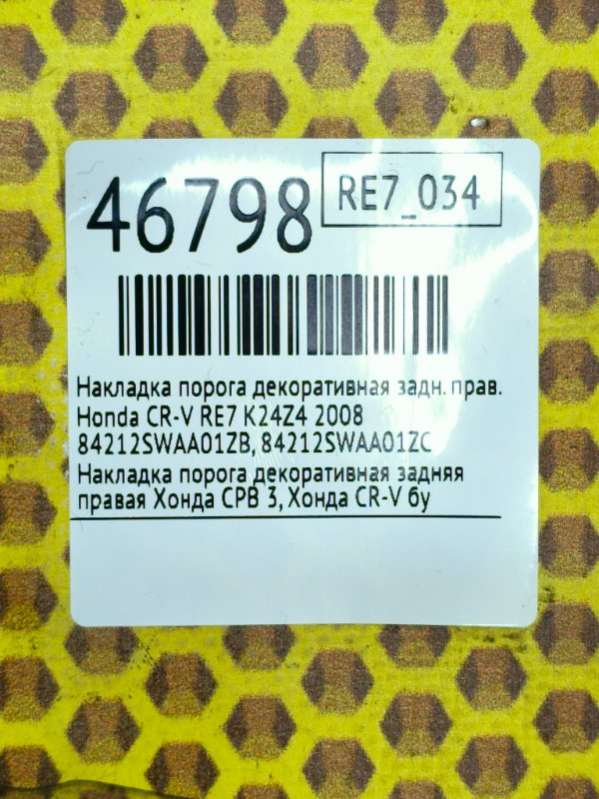 46798
RE7_034
Накладка порога декоративная задн. прав.
Honda CR-V RE7 K24Z4 2008
84212SWAA01ZB, 84212SWAA01ZC
Накладка порога декоративная задняя
правая Хонда СРВ 3, Хонда CR-V бу